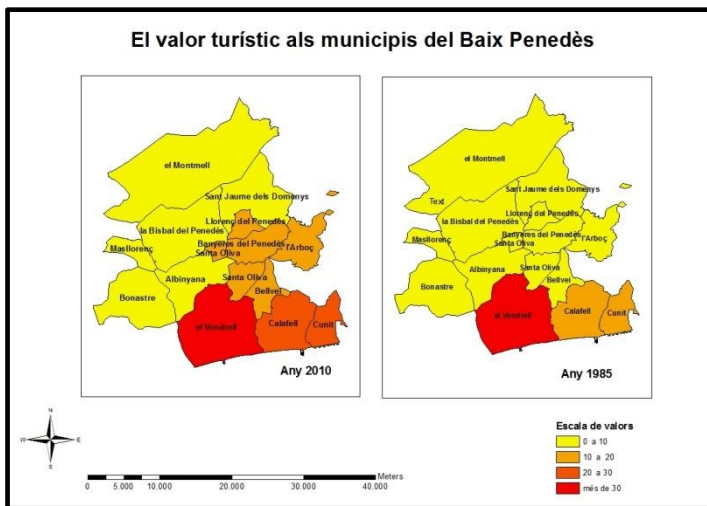 El valor turístic als municipis del Baix Penedès
el Montmell
Sant Jaume dels Domenys
Llorenç del Penedès
la Bisbal del Penedès
Banyeres del Penedès
l'Arboç
Masllorenç
Santa Oliva
Albinyana
Santa Oliva
Bellvei
Bonastre
el Vendrell
Calafell
Cunit
Any 2010
el Montmell
Sant Jaume dels Domenys
Text
Llorenç del Penedès
la Bisbal del Penedès
Banyeres del Penedès
l'Arboç
Masllorenç
Santa Oliva
Albinyana
Santa Oliva
Bellvei
Bonastre
el Vendrell
Calafell
Cunit
Any 1985
N
W
E
S
Escala de valors
0 a 10
10 a 20
20 a 30
més de 30
Meters
0 5.000 10.000 20.000 30.000 40.000